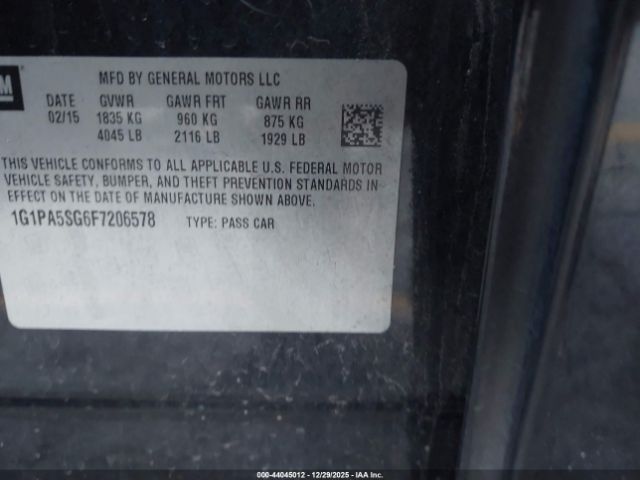 GM
MFD BY GENERAL MOTORS LLC
DATE GVWR GAWR FRT GAWR RR
02/15 1835 KG 960 KG 875 KG
4045 LB 2116 LB 1929 LB
THIS VEHICLE CONFORMS TO ALL APPLICABLE U.S. FEDERAL MOTOR
VEHICLE SAFETY, BUMPER, AND THEFT PREVENTION STANDARDS IN
EFFECT ON THE DATE OF MANUFACTURE SHOWN ABOVE.
1G1PA5SG6F7206578 TYPE: PASS CAR
000-44045012 - 12/29/2025 - IAA Inc.